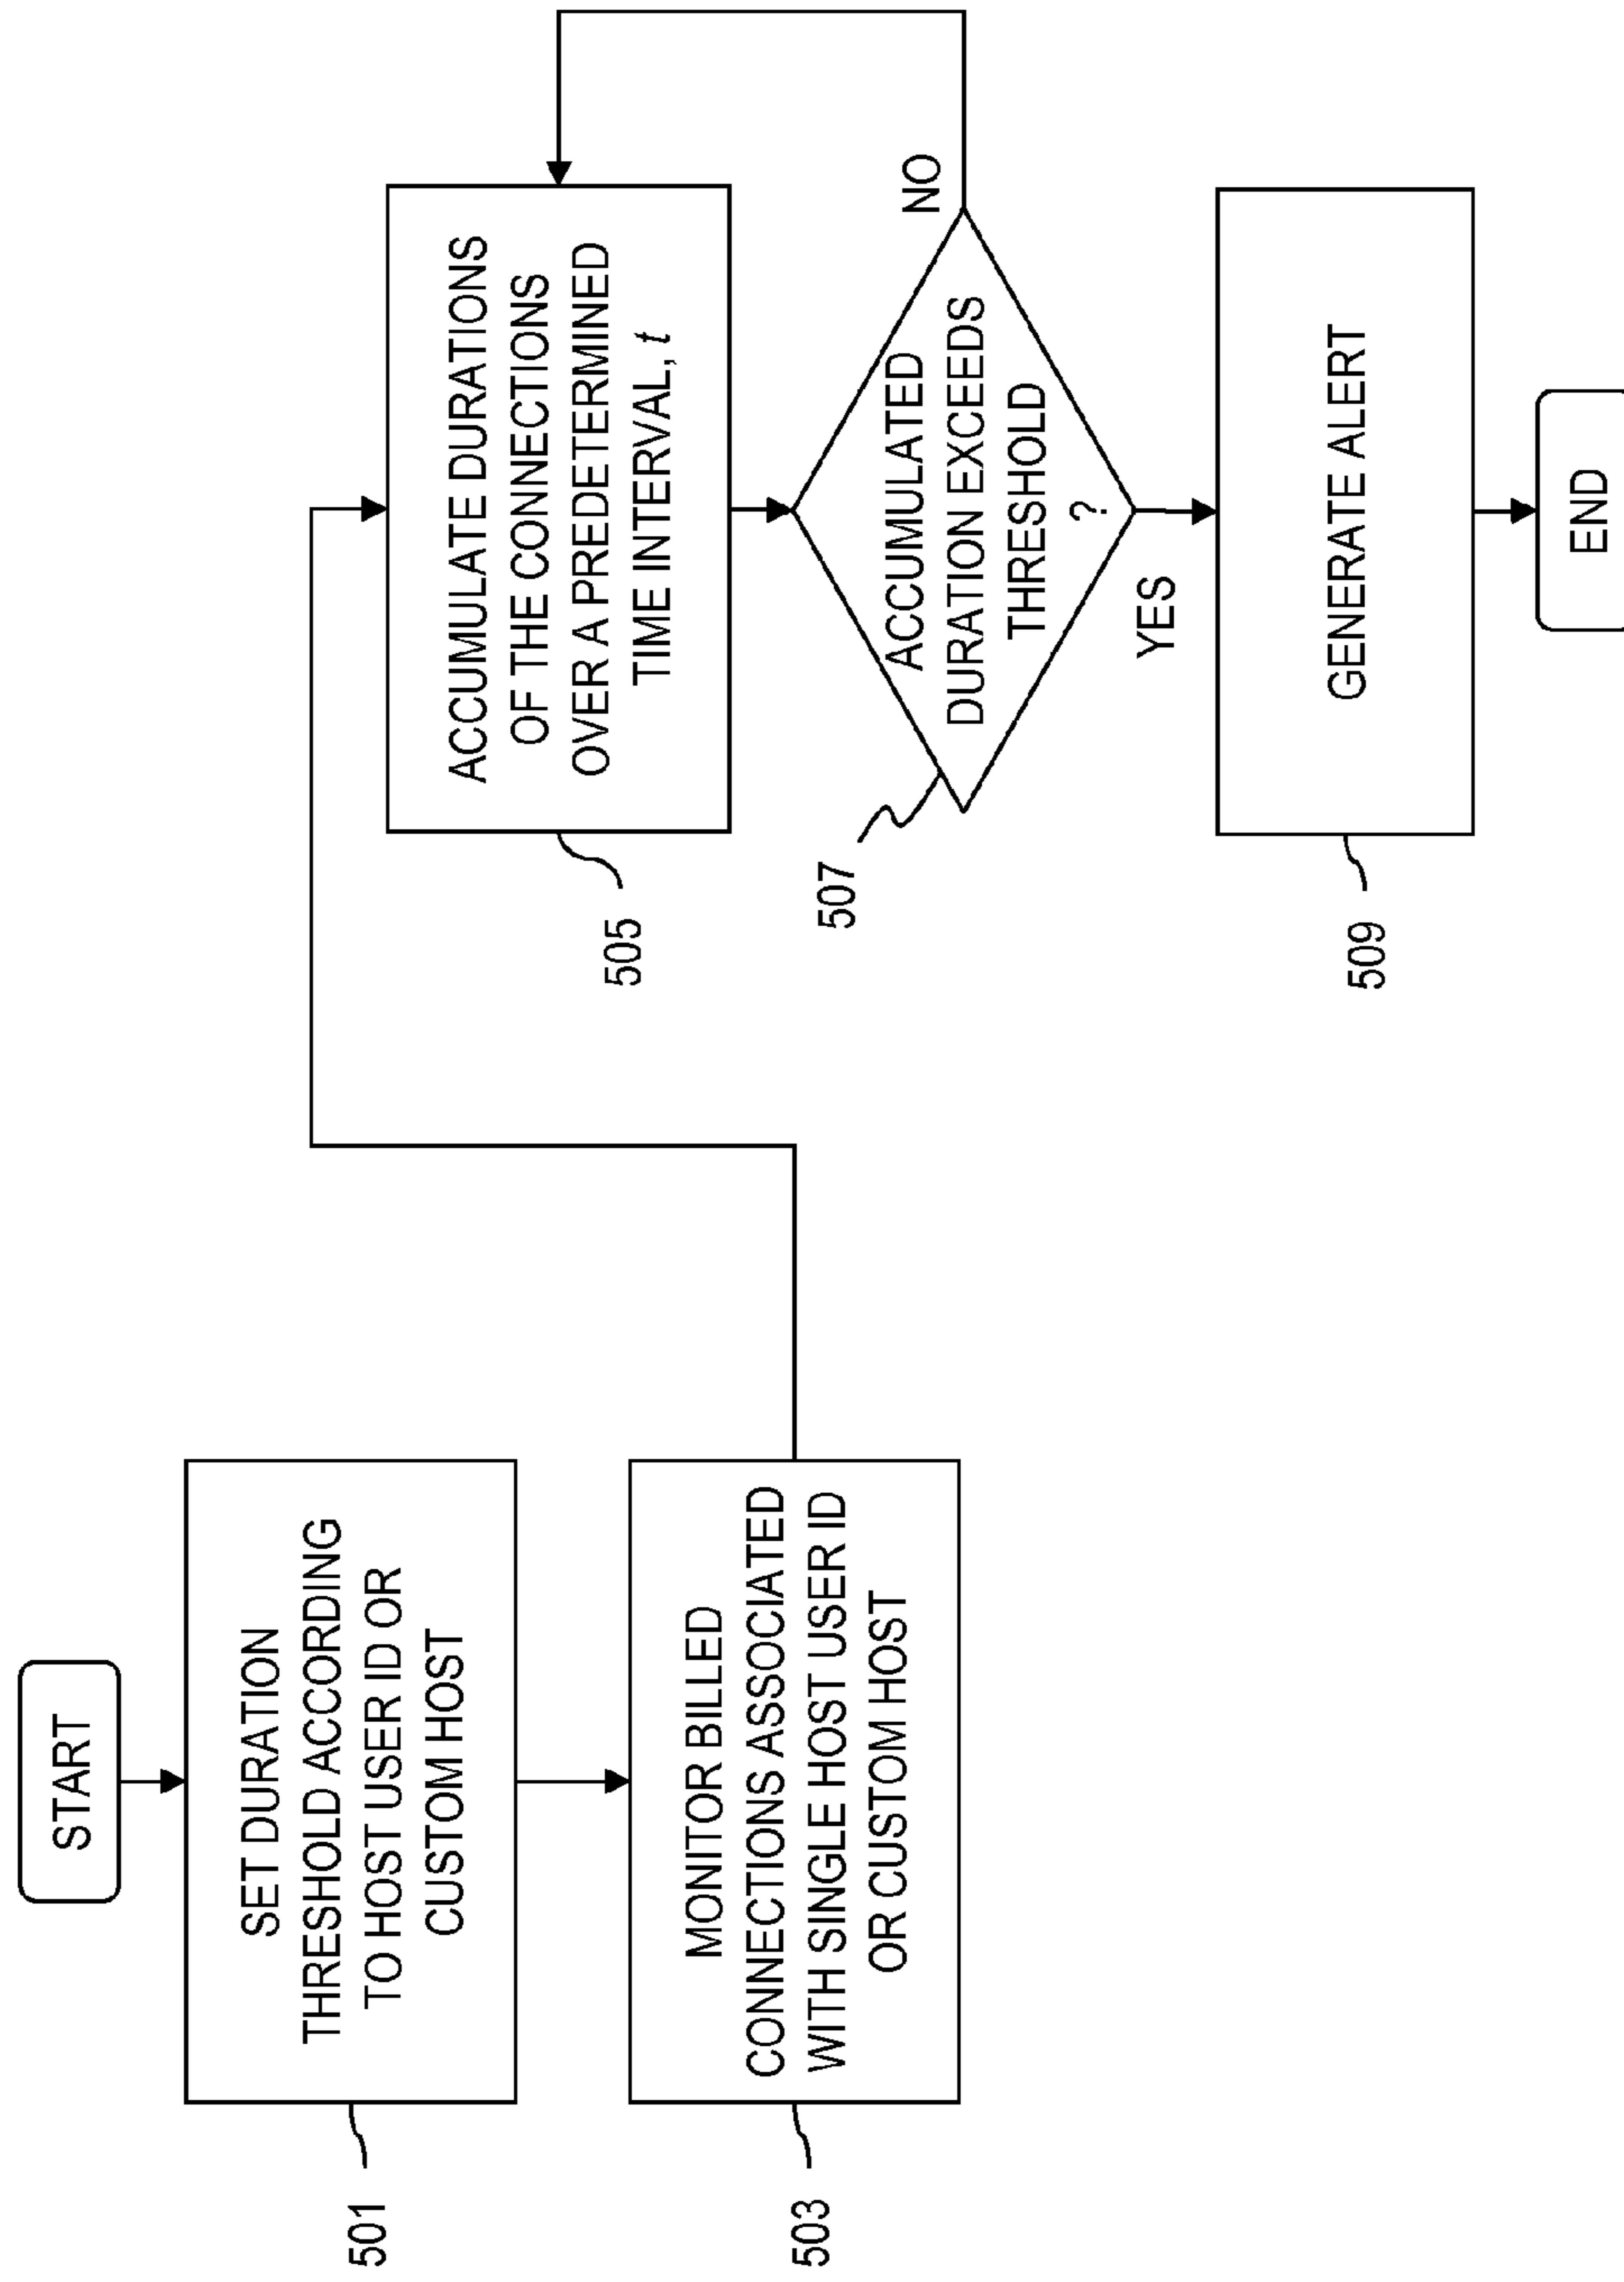 START
SET DURATION
THRESHOLD ACCORDING
TO HOST USER ID OR
CUSTOM HOST
501
MONITOR BILLED
CONNECTIONS ASSOCIATED
WITH SINGLE HOST USER ID
OR CUSTOM HOST
503
ACCUMULATE DURATIONS
OF THE CONNECTIONS
OVER A PREDETERMINED
TIME INTERVAL, t
505
ACCUMULATED
DURATION EXCEEDS
THRESHOLD
?
507
NO
YES
GENERATE ALERT
509
END